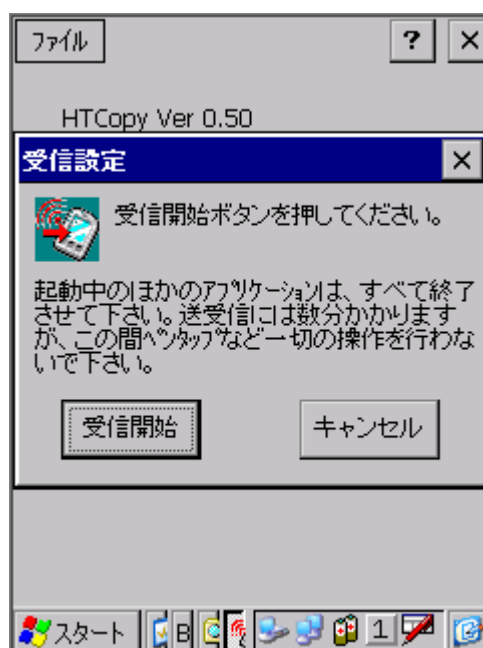 ファイル ? ×
HTCopy Ver 0.50
受信設定 ×
受信開始ボタンを押してください。
起動中のほかのアプリケーションは、すべて終了
させて下さい。送受信には数分かかります
が、この間ペンタップなど一切の操作を行わな
いで下さい。
受信開始 キャンセル
スタート B 1